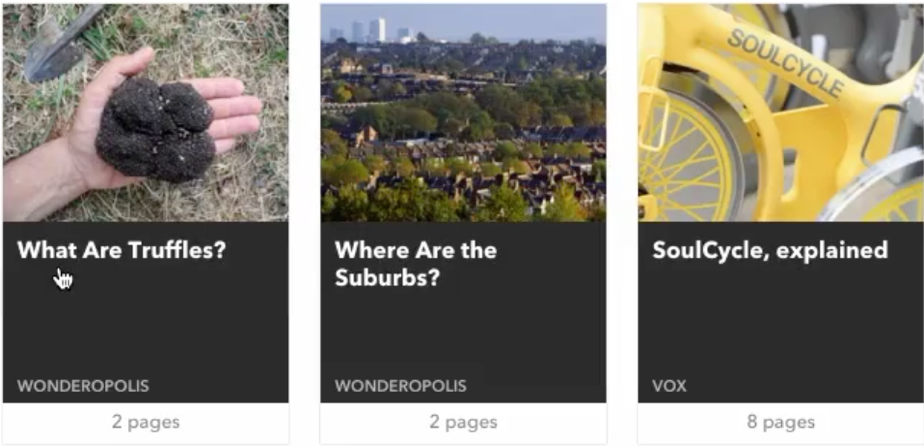 SOULCYCLE
What Are Truffles?
WONDEROPOLIS
2 pages
Where Are the
Suburbs?
WONDEROPOLIS
2 pages
SoulCycle, explained
VOX
8 pages